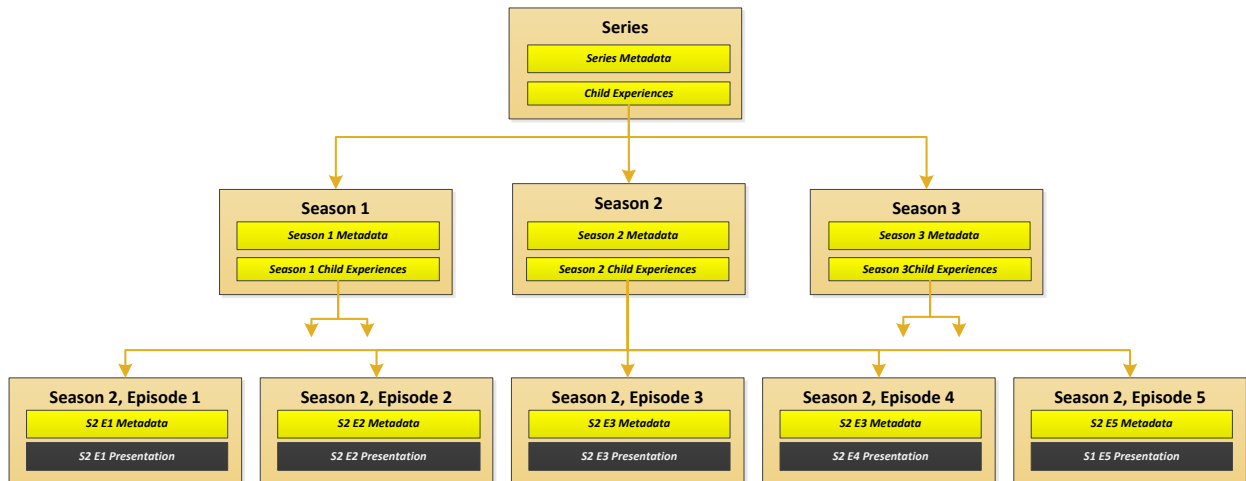 Series
Series Metadata
Child Experiences
Season 1
Season 1 Metadata
Season 1 Child Experiences
Season 2
Season 2 Metadata
Season 2 Child Experiences
Season 3
Season 3 Metadata
Season 3Child Experiences
Season 2, Episode 1
S2 E1 Metadata
S2 E1 Presentation
Season 2, Episode 2
S2 E2 Metadata
S2 E2 Presentation
Season 2, Episode 3
S2 E3 Metadata
S2 E3 Presentation
Season 2, Episode 4
S2 E3 Metadata
S2 E4 Presentation
Season 2, Episode 5
S2 E5 Metadata
S1 E5 Presentation